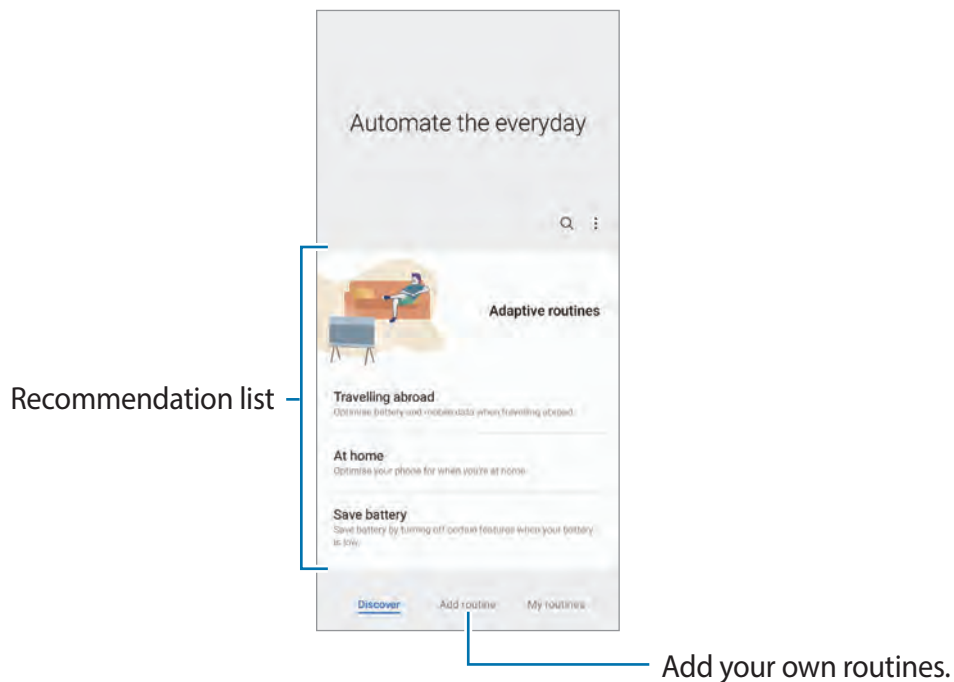 Automate the everyday
Adaptive routines
Recommendation list
Travelling abroad
Optimise battery and mobile data when travelling abroad.
At home
Optimise your phone for when you're at home.
Save battery
Save battery by turning off certain features when your battery
is low.
Discover Add routine My routines
Add your own routines.